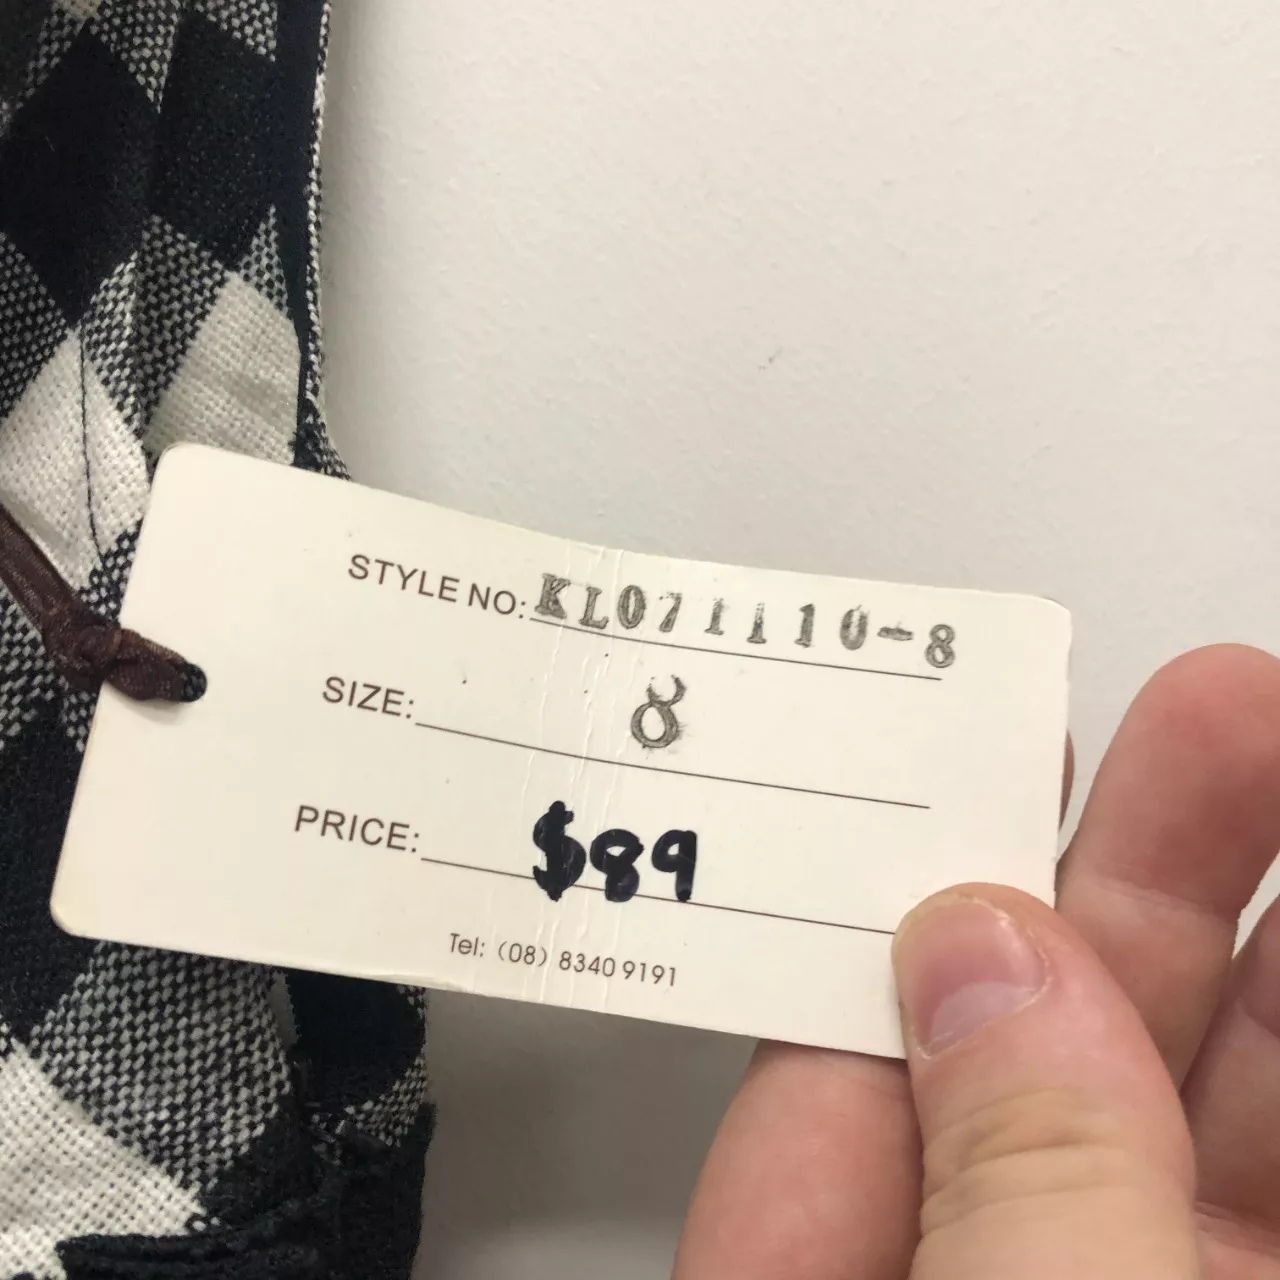 STYLE NO: KL071110-8
SIZE: 8
PRICE: $89
Tel: (08) 8340 9191